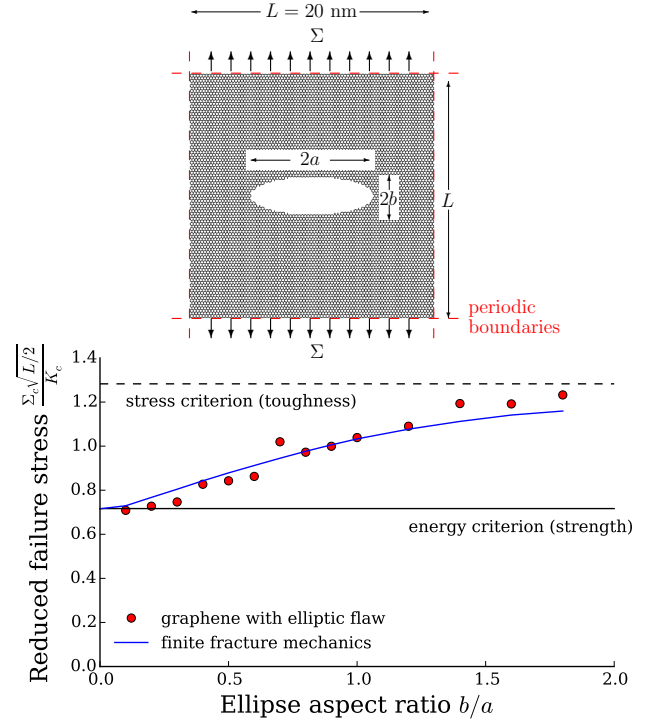 L = 20 nm
Σ
2a
2b
L
periodic
boundaries
Σ
Reduced failure stress Σ_c√(L/2)/K_c
1.4
1.2
1.0
0.8
0.6
0.4
0.2
0.0
stress criterion (toughness)
energy criterion (strength)
graphene with elliptic flaw
finite fracture mechanics
0.0 0.5 1.0 1.5 2.0
Ellipse aspect ratio b/a